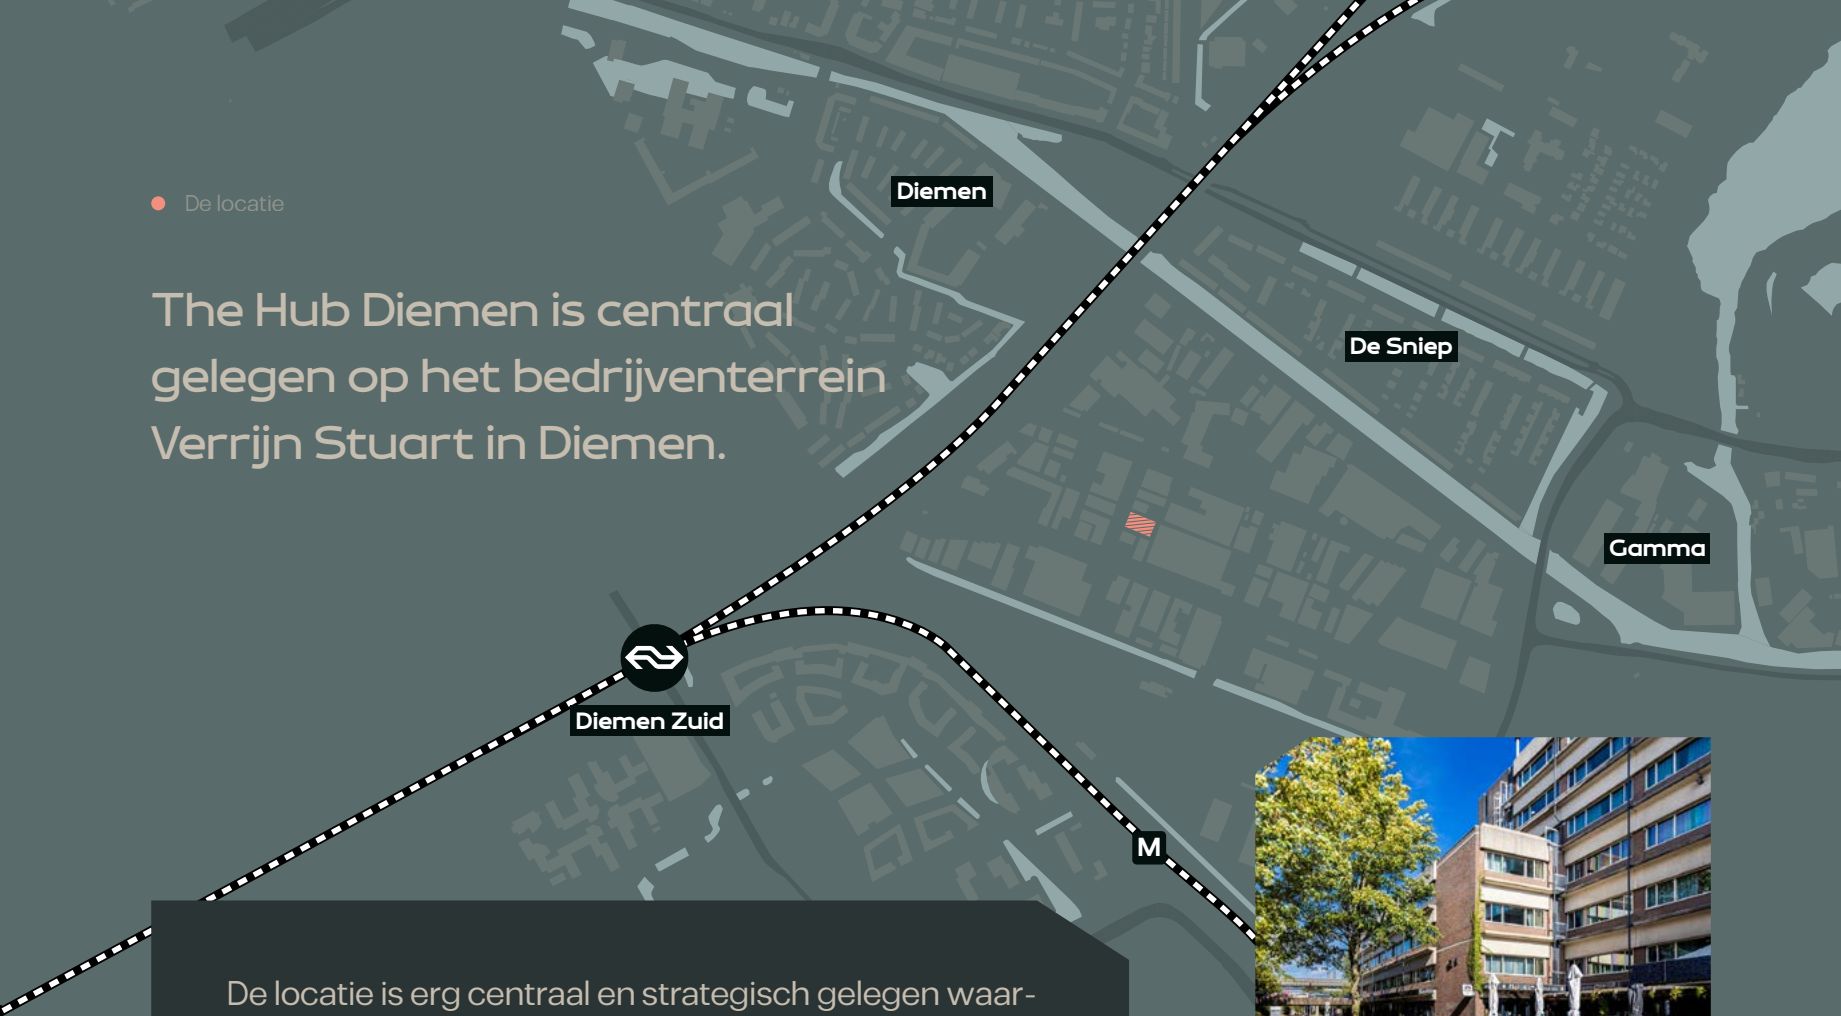 De locatie
The Hub Diemen is centraal
gelegen op het bedrijventerrein
Verrijn Stuart in Diemen.
Diemen
De Sniep
Gamma
Diemen Zuid
M
De locatie is erg centraal en strategisch gelegen waar-